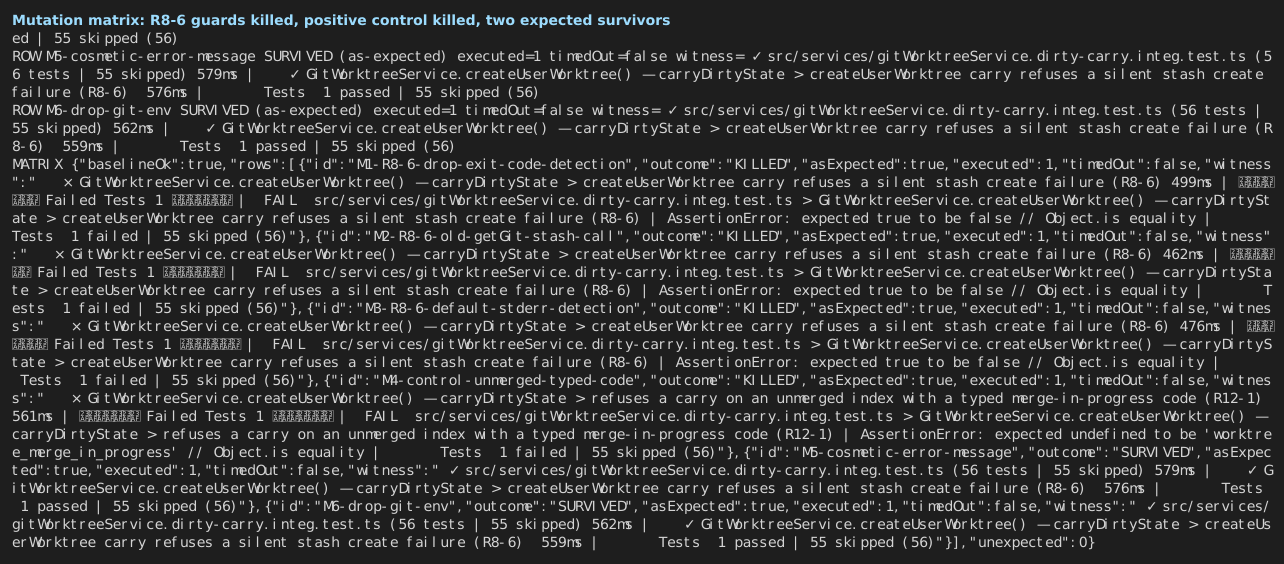 Mutation matrix: R8-6 guards killed, positive control killed, two expected survivors
ed | 55 skipped (56)
ROW M5-cosmetic-error-message SURVIVED (as-expected) executed=1 timedOut=false witness= ✓ src/services/gitWorktreeService.dirty-carry.integ.test.ts (5
6 tests | 55 skipped) 579ms |     ✓ GitWorktreeService.createUserWorktree() — carryDirtyState > createUserWorktree carry refuses a silent stash create
failure (R8-6)  576ms |       Tests  1 passed | 55 skipped (56)
ROW M6-drop-git-env SURVIVED (as-expected) executed=1 timedOut=false witness= ✓ src/services/gitWorktreeService.dirty-carry.integ.test.ts (56 tests |
55 skipped) 562ms |     ✓ GitWorktreeService.createUserWorktree() — carryDirtyState > createUserWorktree carry refuses a silent stash create failure (R
8-6)  559ms |       Tests  1 passed | 55 skipped (56)
MATRIX {"baselineOk":true,"rows":[{"id":"M1-R8-6-drop-exit-code-detection","outcome":"KILLED","asExpected":true,"executed":1,"timedOut":false,"witness
":"    × GitWorktreeService.createUserWorktree() — carryDirtyState > createUserWorktree carry refuses a silent stash create failure (R8-6) 499ms |
Failed Tests 1 |  FAIL  src/services/gitWorktreeService.dirty-carry.integ.test.ts > GitWorktreeService.createUserWorktree() — carryDirtySt
ate > createUserWorktree carry refuses a silent stash create failure (R8-6) | AssertionError: expected true to be false // Object.is equality |
Tests  1 failed | 55 skipped (56)"},{"id":"M2-R8-6-old-getGit-stash-call","outcome":"KILLED","asExpected":true,"executed":1,"timedOut":false,"witness"
:"    × GitWorktreeService.createUserWorktree() — carryDirtyState > createUserWorktree carry refuses a silent stash create failure (R8-6) 462ms |
Failed Tests 1 |  FAIL  src/services/gitWorktreeService.dirty-carry.integ.test.ts > GitWorktreeService.createUserWorktree() — carryDirtySta
te > createUserWorktree carry refuses a silent stash create failure (R8-6) | AssertionError: expected true to be false // Object.is equality |       T
ests  1 failed | 55 skipped (56)"},{"id":"M3-R8-6-default-stderr-detection","outcome":"KILLED","asExpected":true,"executed":1,"timedOut":false,"witnes
s":"    × GitWorktreeService.createUserWorktree() — carryDirtyState > createUserWorktree carry refuses a silent stash create failure (R8-6) 476ms |
Failed Tests 1 |  FAIL  src/services/gitWorktreeService.dirty-carry.integ.test.ts > GitWorktreeService.createUserWorktree() — carryDirtyS
tate > createUserWorktree carry refuses a silent stash create failure (R8-6) | AssertionError: expected true to be false // Object.is equality |
Tests  1 failed | 55 skipped (56)"},{"id":"M4-control-unmerged-typed-code","outcome":"KILLED","asExpected":true,"executed":1,"timedOut":false,"witnes
s":"    × GitWorktreeService.createUserWorktree() — carryDirtyState > refuses a carry on an unmerged index with a typed merge-in-progress code (R12-1)
561ms | Failed Tests 1 |  FAIL  src/services/gitWorktreeService.dirty-carry.integ.test.ts > GitWorktreeService.createUserWorktree() —
carryDirtyState > refuses a carry on an unmerged index with a typed merge-in-progress code (R12-1) | AssertionError: expected undefined to be 'worktre
e_merge_in_progress' // Object.is equality |       Tests  1 failed | 55 skipped (56)"},{"id":"M5-cosmetic-error-message","outcome":"SURVIVED","asExpec
ted":true,"executed":1,"timedOut":false,"witness":" ✓ src/services/gitWorktreeService.dirty-carry.integ.test.ts (56 tests | 55 skipped) 579ms |     ✓ G
itWorktreeService.createUserWorktree() — carryDirtyState > createUserWorktree carry refuses a silent stash create failure (R8-6)  576ms |       Tests
1 passed | 55 skipped (56)"},{"id":"M6-drop-git-env","outcome":"SURVIVED","asExpected":true,"executed":1,"timedOut":false,"witness":" ✓ src/services/
gitWorktreeService.dirty-carry.integ.test.ts (56 tests | 55 skipped) 562ms |     ✓ GitWorktreeService.createUserWorktree() — carryDirtyState > createUs
erWorktree carry refuses a silent stash create failure (R8-6)  559ms |       Tests  1 passed | 55 skipped (56)"}],"unexpected":0}